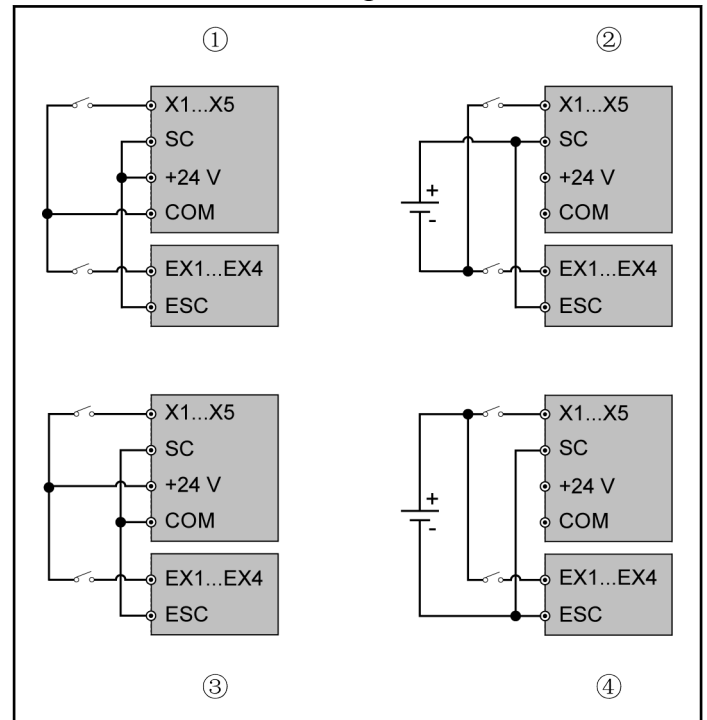 ①
②
X1...X5
SC
+24 V
COM
EX1...EX4
ESC
X1...X5
SC
+24 V
COM
EX1...EX4
ESC
+
-
X1...X5
SC
+24 V
COM
EX1...EX4
ESC
X1...X5
SC
+24 V
COM
EX1...EX4
ESC
+
-
③
④